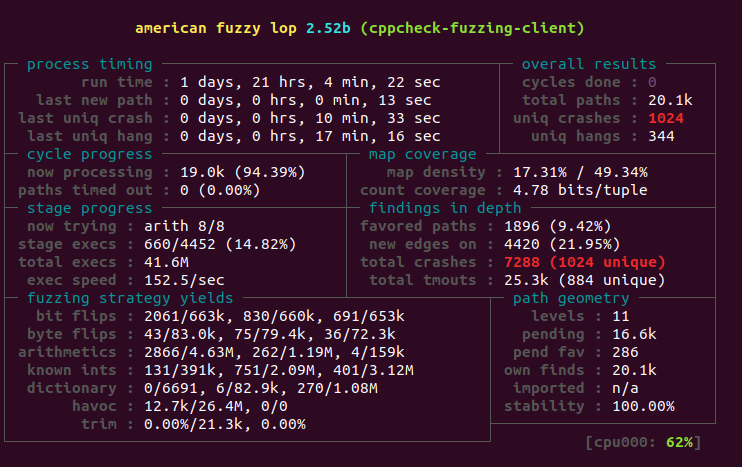 american fuzzy lop 2.52b (cppcheck-fuzzing-client)
process timing overall results
run time : 1 days, 21 hrs, 4 min, 22 sec cycles done : 0
last new path : 0 days, 0 hrs, 0 min, 13 sec total paths : 20.1k
last uniq crash : 0 days, 0 hrs, 10 min, 33 sec uniq crashes : 1024
last uniq hang : 0 days, 0 hrs, 17 min, 16 sec uniq hangs : 344
cycle progress map coverage
now processing : 19.0k (94.39%) map density : 17.31% / 49.34%
paths timed out : 0 (0.00%) count coverage : 4.78 bits/tuple
stage progress findings in depth
now trying : arith 8/8 favored paths : 1896 (9.42%)
stage execs : 660/4452 (14.82%) new edges on : 4420 (21.95%)
total execs : 41.6M total crashes : 7288 (1024 unique)
exec speed : 152.5/sec total tmouts : 25.3k (884 unique)
fuzzing strategy yields path geometry
bit flips : 2061/663k, 830/660k, 691/653k levels : 11
byte flips : 43/83.0k, 75/79.4k, 36/72.3k pending : 16.6k
arithmetics : 2866/4.63M, 262/1.19M, 4/159k pend fav : 286
known ints : 131/391k, 751/2.09M, 401/3.12M own finds : 20.1k
dictionary : 0/6691, 6/82.9k, 270/1.08M imported : n/a
havoc : 12.7k/26.4M, 0/0 stability : 100.00%
trim : 0.00%/21.3k, 0.00%
[cpu000: 62%]